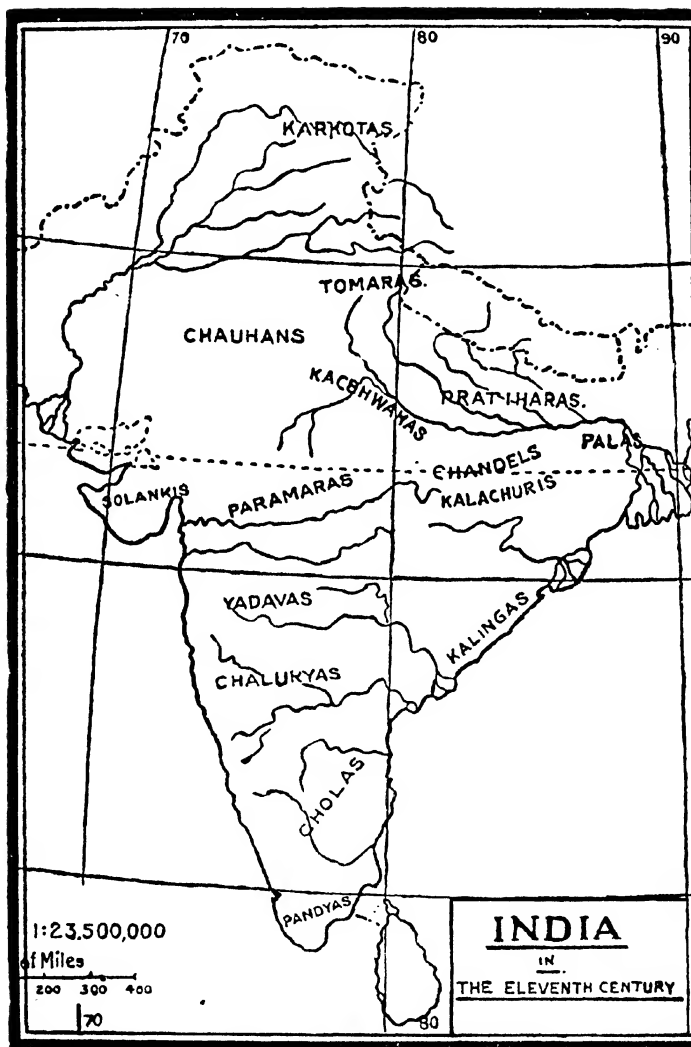 70 80 90
KARKOTAS
TOMARAS.
CHAUHANS
KACBHWAHAS
PRATIHARAS.
PALAS
CHANDELS
SOLANKIS
PARAMARAS
KALACHURIS
YADAVAS
KALINGAS
CHALUKYAS
CHOLAS
PANDYAS
1:23,500,000
of Miles
200 300 400
70 80
INDIA
IN
THE ELEVENTH CENTURY